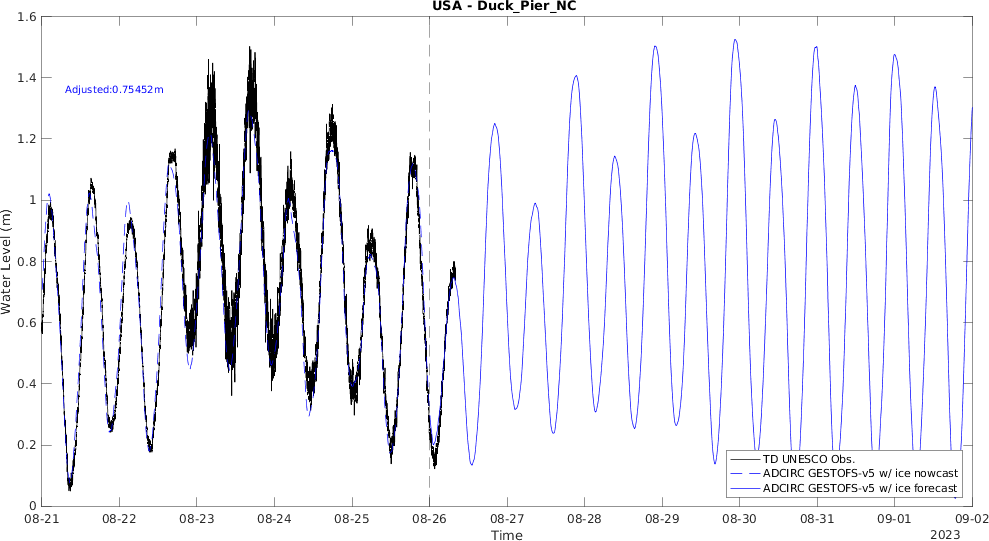 USA - Duck_Pier_NC
1.6
1.4
Adjusted:0.75452m
1.2
1
0.8
0.6
0.4
0.2
0
Water Level (m)
TD UNESCO Obs.
ADCIRC GESTOFS-v5 w/ ice nowcast
ADCIRC GESTOFS-v5 w/ ice forecast
08-21 08-22 08-23 08-24 08-25 08-26 08-27 08-28 08-29 08-30 08-31 09-01 09-02
Time
2023